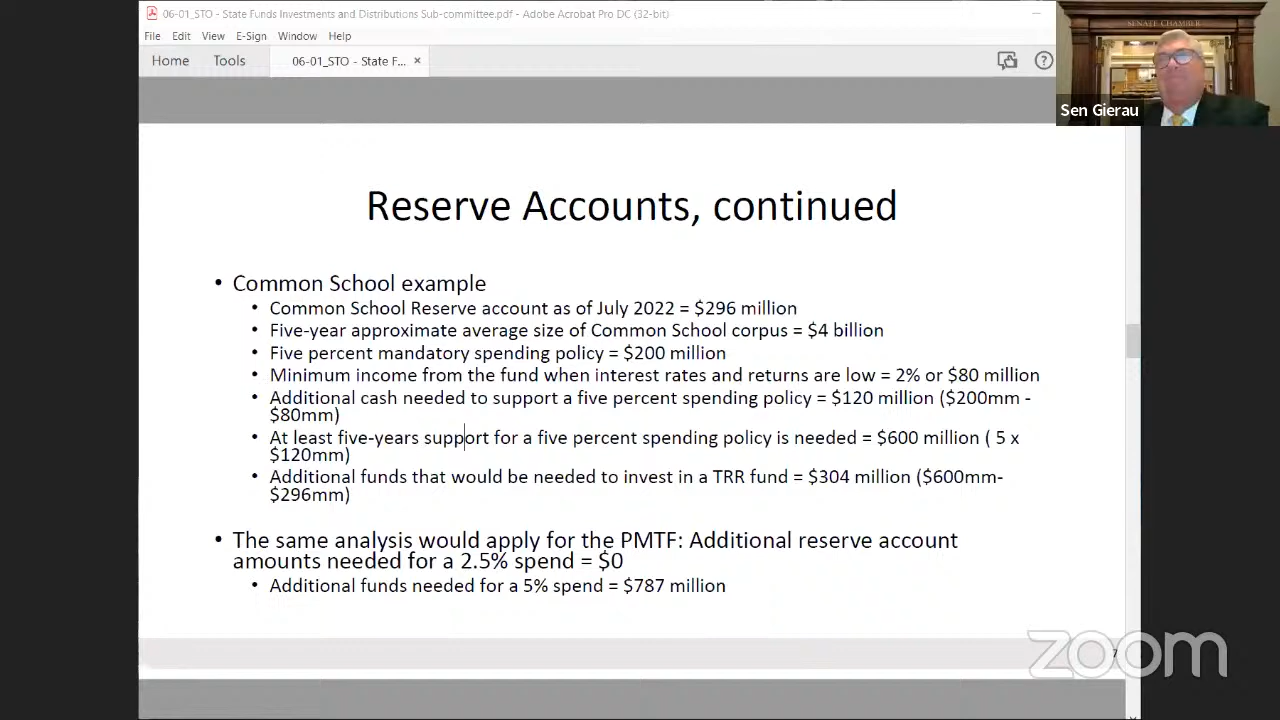 06-01_STO - State Funds Investments and Distributions Sub-committee.pdf - Adobe Acrobat Pro DC (32-bit)
File Edit View E-Sign Window Help
Home Tools 06-01_STO - State F... ×
SENATE CHAMBER
Sen Gierau
Reserve Accounts, continued
• Common School example
• Common School Reserve account as of July 2022 = $296 million
• Five-year approximate average size of Common School corpus = $4 billion
• Five percent mandatory spending policy = $200 million
• Minimum income from the fund when interest rates and returns are low = 2% or $80 million
• Additional cash needed to support a five percent spending policy = $120 million ($200mm -
$80mm)
• At least five-years support for a five percent spending policy is needed = $600 million ( 5 x
$120mm)
• Additional funds that would be needed to invest in a TRR fund = $304 million ($600mm-
$296mm)
• The same analysis would apply for the PMTF: Additional reserve account
amounts needed for a 2.5% spend = $0
• Additional funds needed for a 5% spend = $787 million
zoom